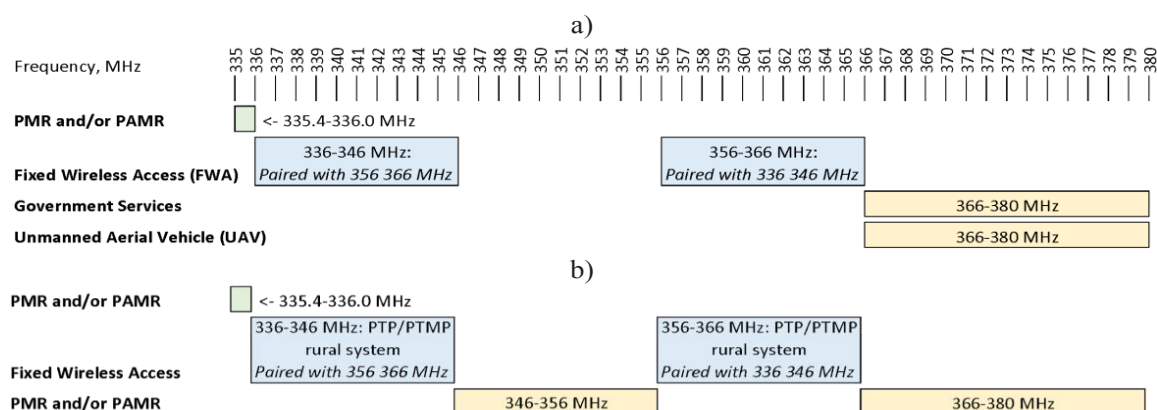 a)
Frequency, MHz 335 336 337 338 339 340 341 342 343 344 345 346 347 348 349 350 351 352 353 354 355 356 357 358 359 360 361 362 363 364 365 366 367 368 369 370 371 372 373 374 375 376 377 378 379 380
PMR and/or PAMR <- 335.4-336.0 MHz
336-346 MHz: 356-366 MHz:
Fixed Wireless Access (FWA) Paired with 356 366 MHz Paired with 336 346 MHz
Government Services 366-380 MHz
Unmanned Aerial Vehicle (UAV) 366-380 MHz
b)
PMR and/or PAMR <- 335.4-336.0 MHz
336-346 MHz: PTP/PTMP 356-366 MHz: PTP/PTMP
rural system rural system
Fixed Wireless Access Paired with 356 366 MHz Paired with 336 346 MHz
PMR and/or PAMR 346-356 MHz 366-380 MHz